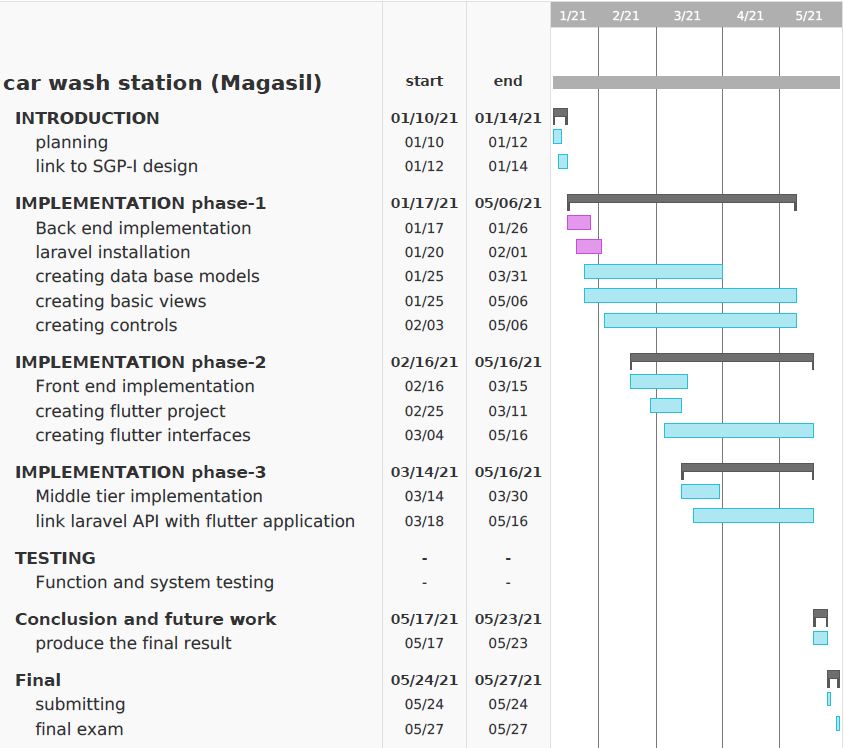 1/21 2/21 3/21 4/21 5/21
car wash station (Magasil) start end
INTRODUCTION 01/10/21 01/14/21
planning 01/10 01/12
link to SGP-I design 01/12 01/14
IMPLEMENTATION phase-1 01/17/21 05/06/21
Back end implementation 01/17 01/26
laravel installation 01/20 02/01
creating data base models 01/25 03/31
creating basic views 01/25 05/06
creating controls 02/03 05/06
IMPLEMENTATION phase-2 02/16/21 05/16/21
Front end implementation 02/16 03/15
creating flutter project 02/25 03/11
creating flutter interfaces 03/04 05/16
IMPLEMENTATION phase-3 03/14/21 05/16/21
Middle tier implementation 03/14 03/30
link laravel API with flutter application 03/18 05/16
TESTING - -
Function and system testing - -
Conclusion and future work 05/17/21 05/23/21
produce the final result 05/17 05/23
Final 05/24/21 05/27/21
submitting 05/24 05/24
final exam 05/27 05/27